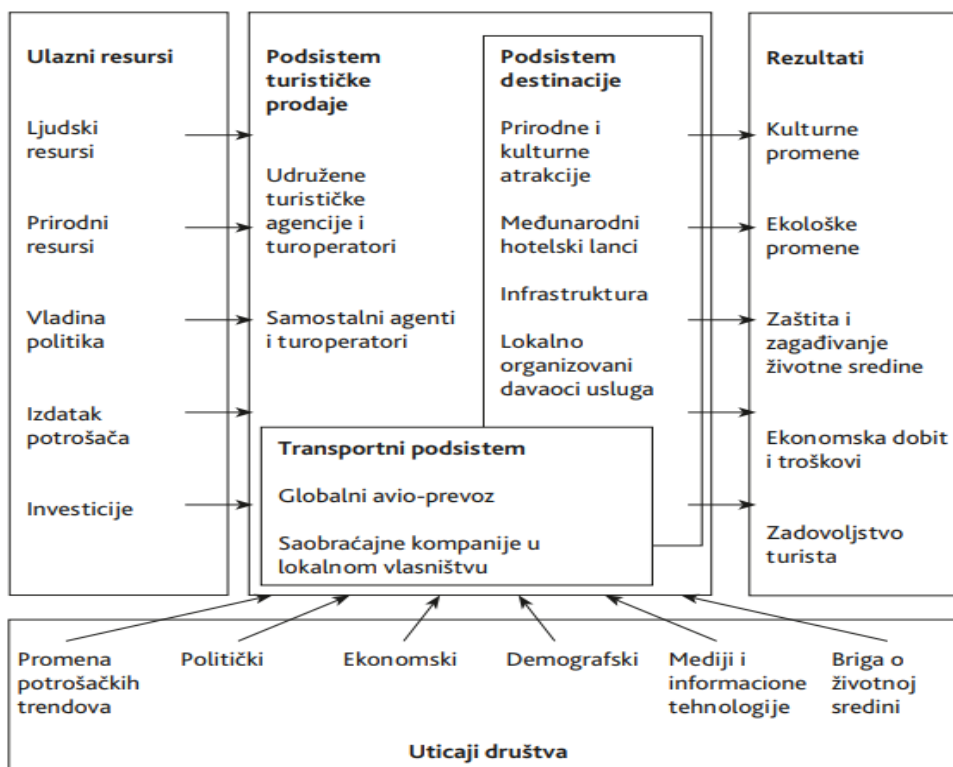 Ulazni resursi
Ljudski
resursi
Prirodni
resursi
Vladina
politika
Izdatak
potrošača
Investicije
Podsistem
turističke
prodaje
Udružene
turističke
agencije i
turoperatori
Samostalni agenti
i turoperatori
Podsistem
destinacije
Prirodne i
kulturne
atrakcije
Međunarodni
hotelski lanci
Infrastruktura
Lokalno
organizovani
davaoci usluga
Transportni podsistem
Globalni avio-prevoz
Saobraćajne kompanije u
lokalnom vlasništvu
Rezultati
Kulturne
promene
Ekološke
promene
Zaštita i
zagađivanje
životne sredine
Ekonomska dobit
i troškovi
Zadovoljstvo
turista
Promena
potrošačkih
trendova
Politički
Ekonomski
Demografski
Mediji i
informacione
tehnologije
Briga o
životnoj
sredini
Uticaji društva